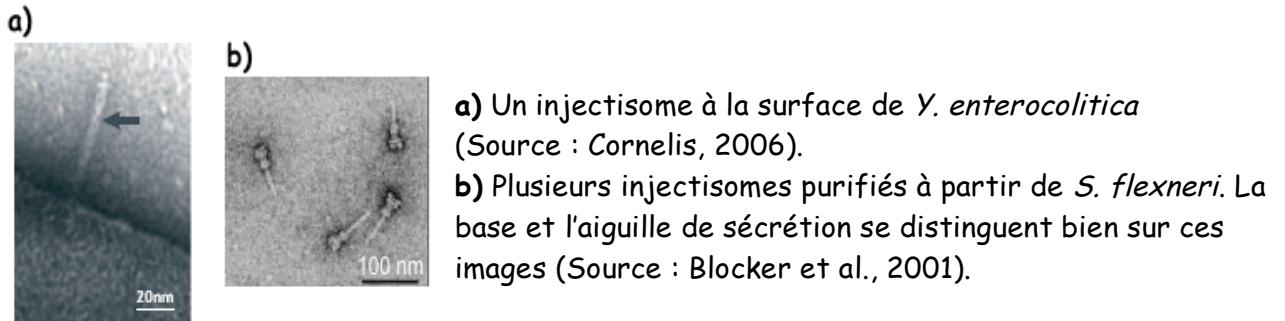 a)
b)
20nm
100 nm
a) Un injectisome à la surface de Y. enterocolitica
(Source : Cornelis, 2006).
b) Plusieurs injectisomes purifiés à partir de S. flexneri. La
base et l'aiguille de sécrétion se distinguent bien sur ces
images (Source : Blocker et al., 2001).